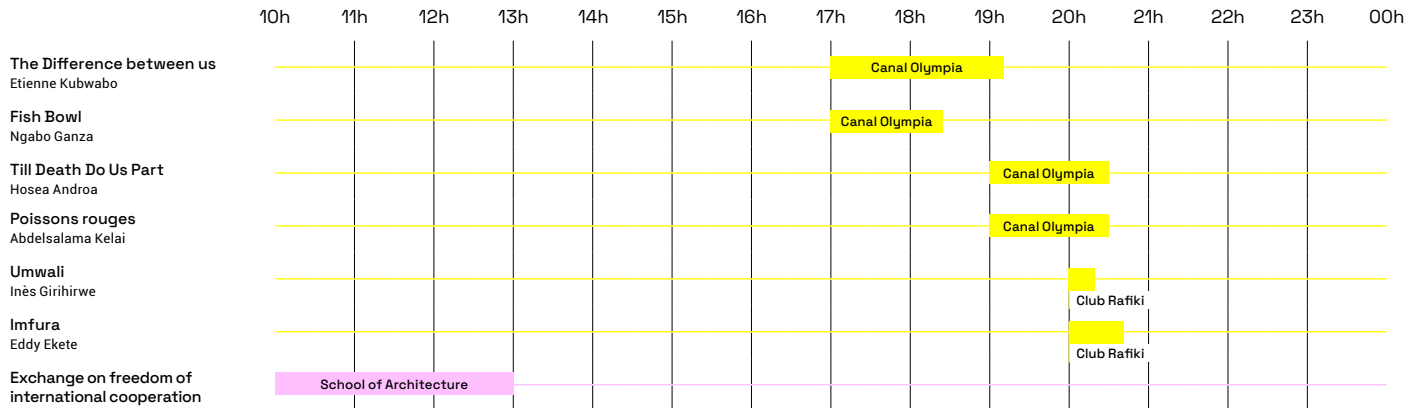 10h 11h 12h 13h 14h 15h 16h 17h 18h 19h 20h 21h 22h 23h 00h
The Difference between us
Canal Olympia
Etienne Kubwabo
Fish Bowl
Canal Olympia
Ngabo Ganza
Till Death Do Us Part
Canal Olympia
Hosea Androa
Poissons rouges
Canal Olympia
Abdelsalama Kelai
Umwali
Inès Girihirwe
Club Rafiki
Imfura
Eddy Ekete
Club Rafiki
Exchange on freedom of
international cooperation
School of Architecture